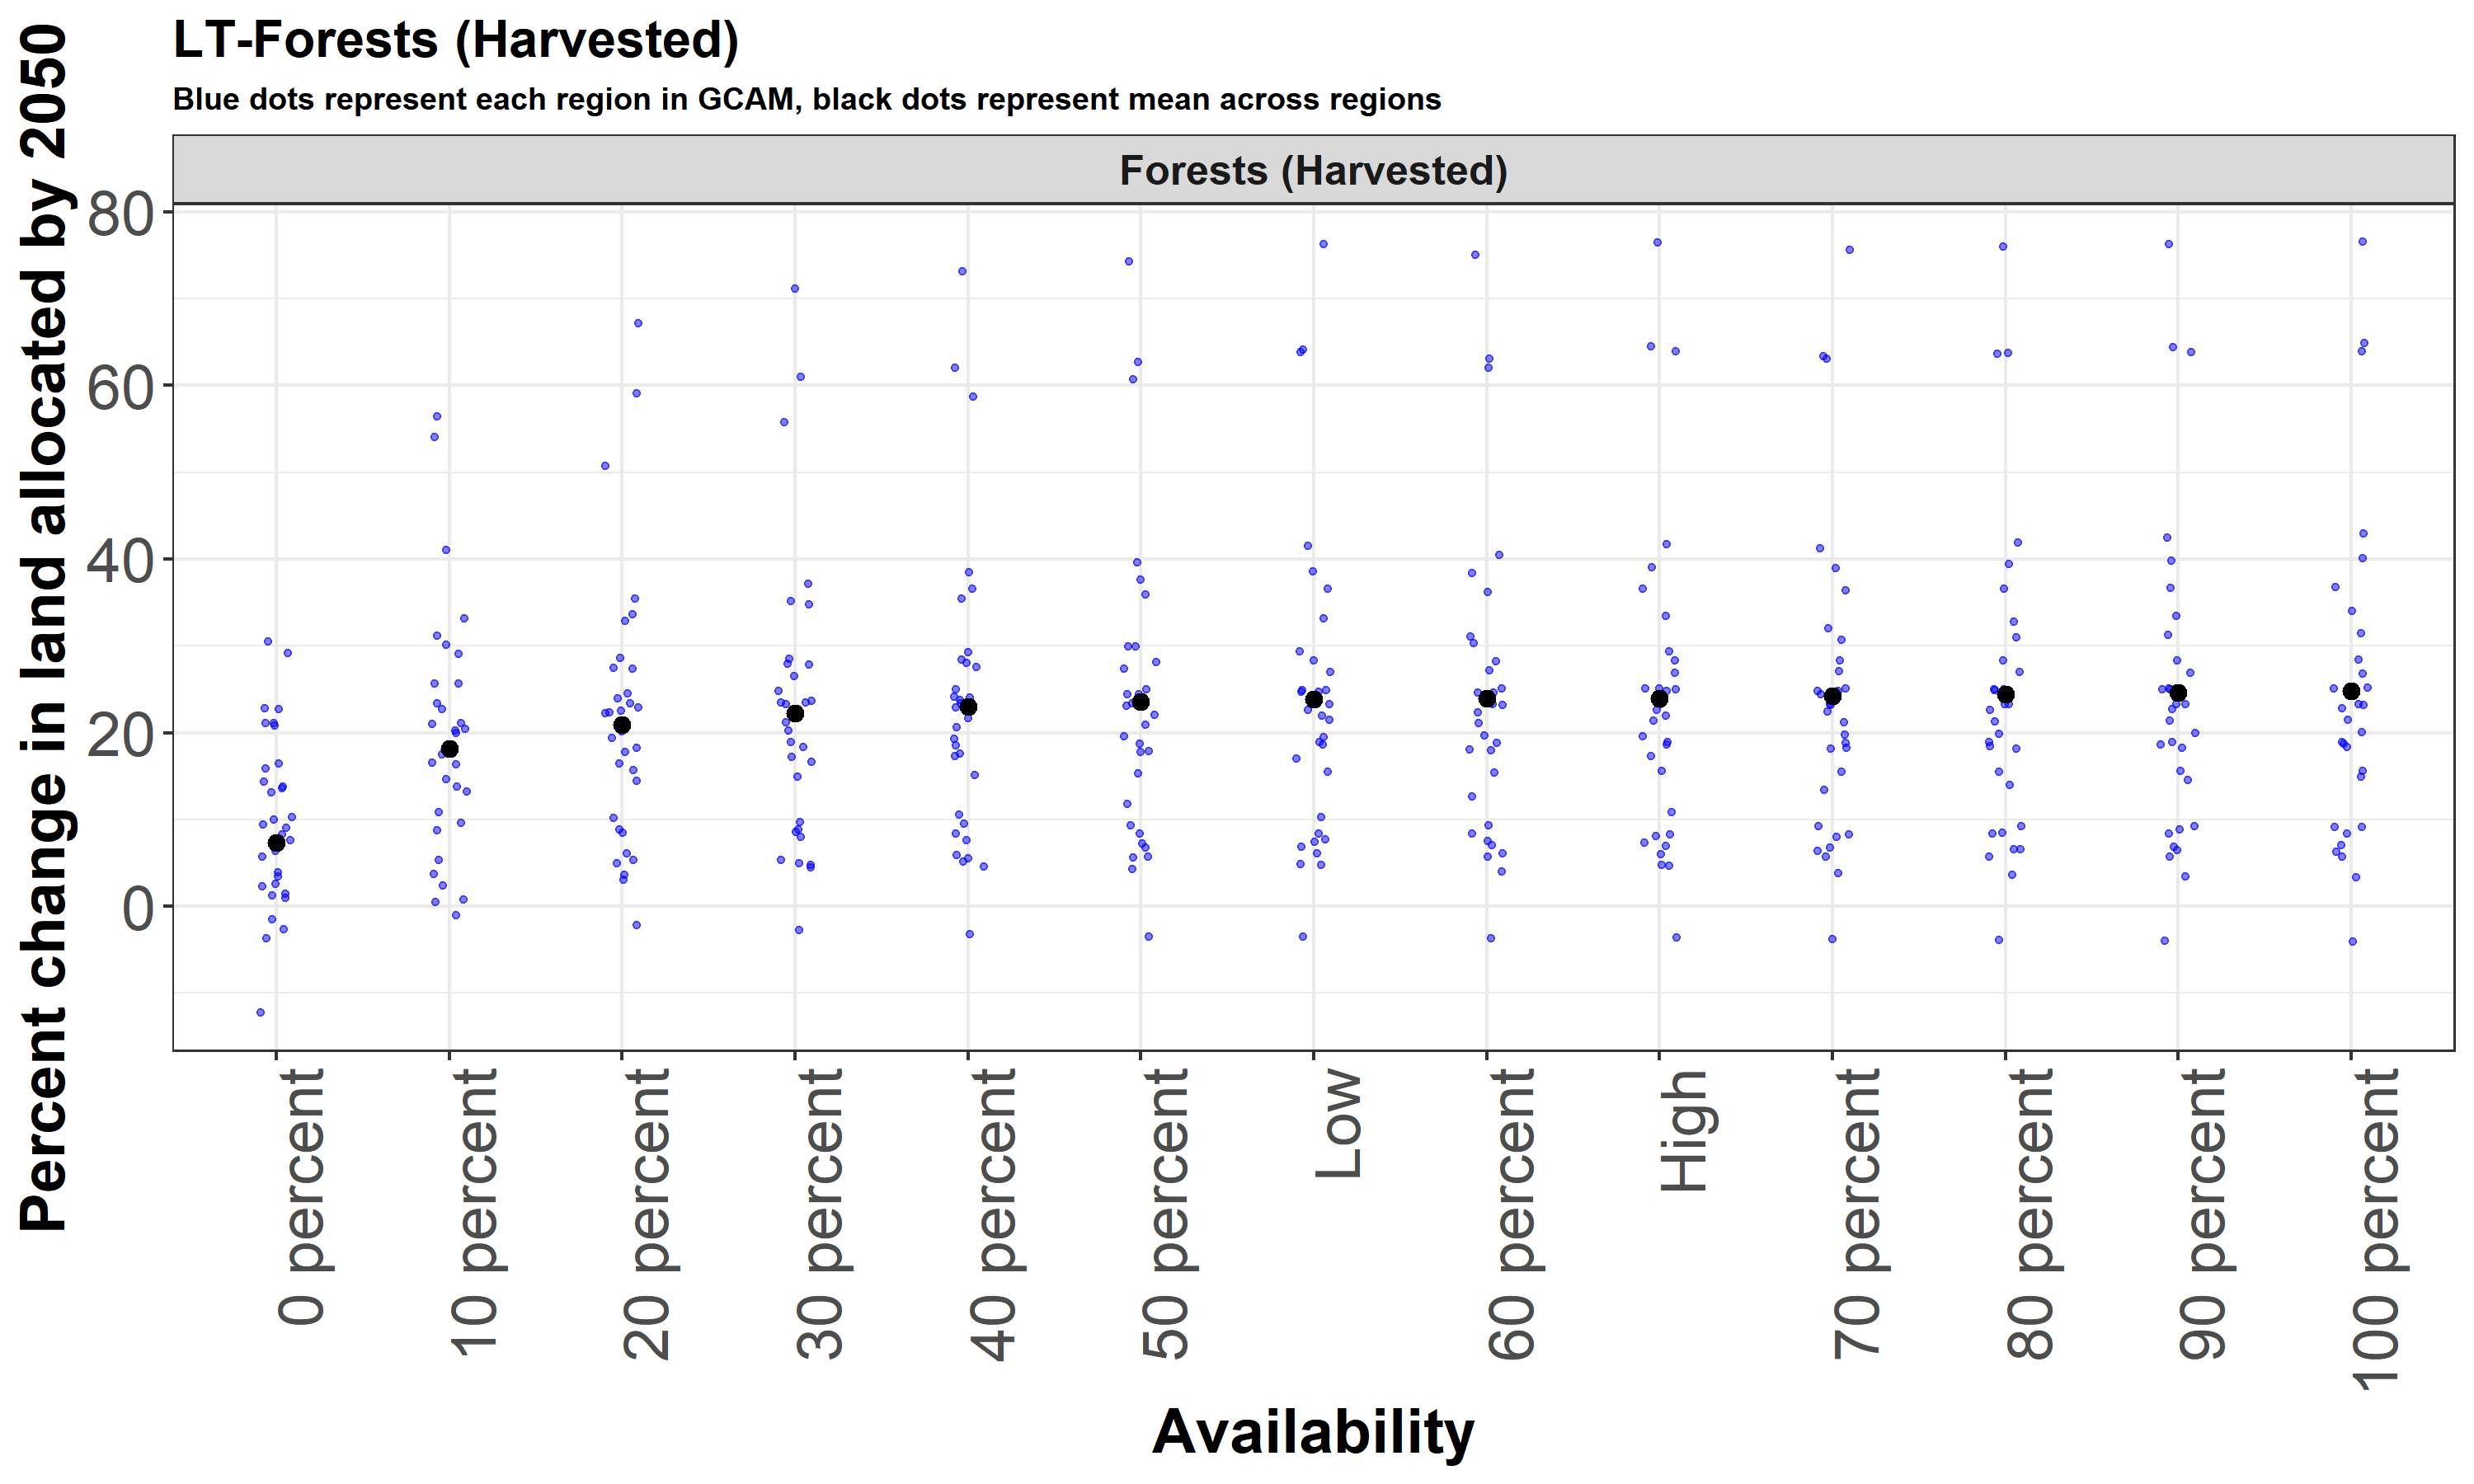 LT-Forests (Harvested)
Blue dots represent each region in GCAM, black dots represent mean across regions
Forests (Harvested)
Percent change in land allocated by 2050
80
60
40
20
0
0 percent
10 percent
20 percent
30 percent
40 percent
50 percent
Low
60 percent
High
70 percent
80 percent
90 percent
100 percent
Availability